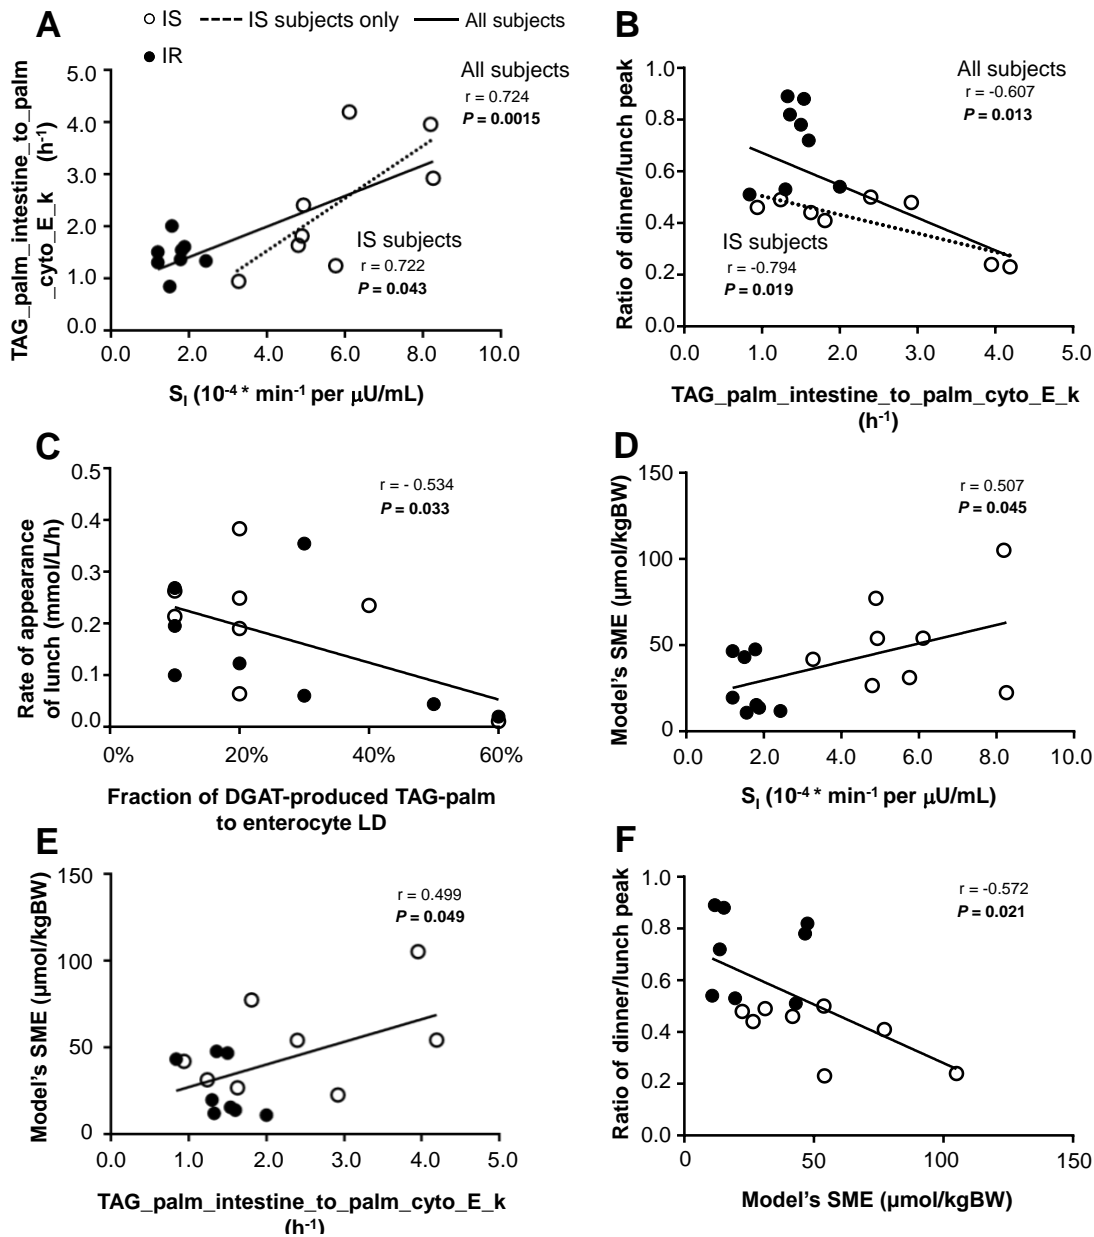 A
IS
IS subjects only
All subjects
IR
TAG_palm_intestine_to_palm
_cyto_E_k (h-1)
5.0
4.0
3.0
2.0
1.0
0.0
All subjects
r = 0.724
P = 0.0015
IS subjects
r = 0.722
P = 0.043
0.0 2.0 4.0 6.0 8.0 10.0
SI (10-4 * min-1 per μU/mL)
B
Ratio of dinner/lunch peak
1.0
0.8
0.6
0.4
0.2
0.0
All subjects
r = -0.607
P = 0.013
IS subjects
r = -0.794
P = 0.019
0.0 1.0 2.0 3.0 4.0 5.0
TAG_palm_intestine_to_palm_cyto_E_k
(h-1)
C
Rate of appearance
of lunch (mmol/L/h)
0.5
0.4
0.3
0.2
0.1
0.0
r = - 0.534
P = 0.033
0% 20% 40% 60%
Fraction of DGAT-produced TAG-palm
to enterocyte LD
D
Model's SME (μmol/kgBW)
150
100
50
0
r = 0.507
P = 0.045
0.0 2.0 4.0 6.0 8.0 10.0
SI (10-4 * min-1 per μU/mL)
E
Model's SME (μmol/kgBW)
150
100
50
0
r = 0.499
P = 0.049
0 1.0 2.0 3.0 4.0 5.0
TAG_palm_intestine_to_palm_cyto_E_k
(h-1)
F
Ratio of dinner/lunch peak
1.0
0.8
0.6
0.4
0.2
0.0
r = -0.572
P = 0.021
0 50 100 150
Model's SME (μmol/kgBW)